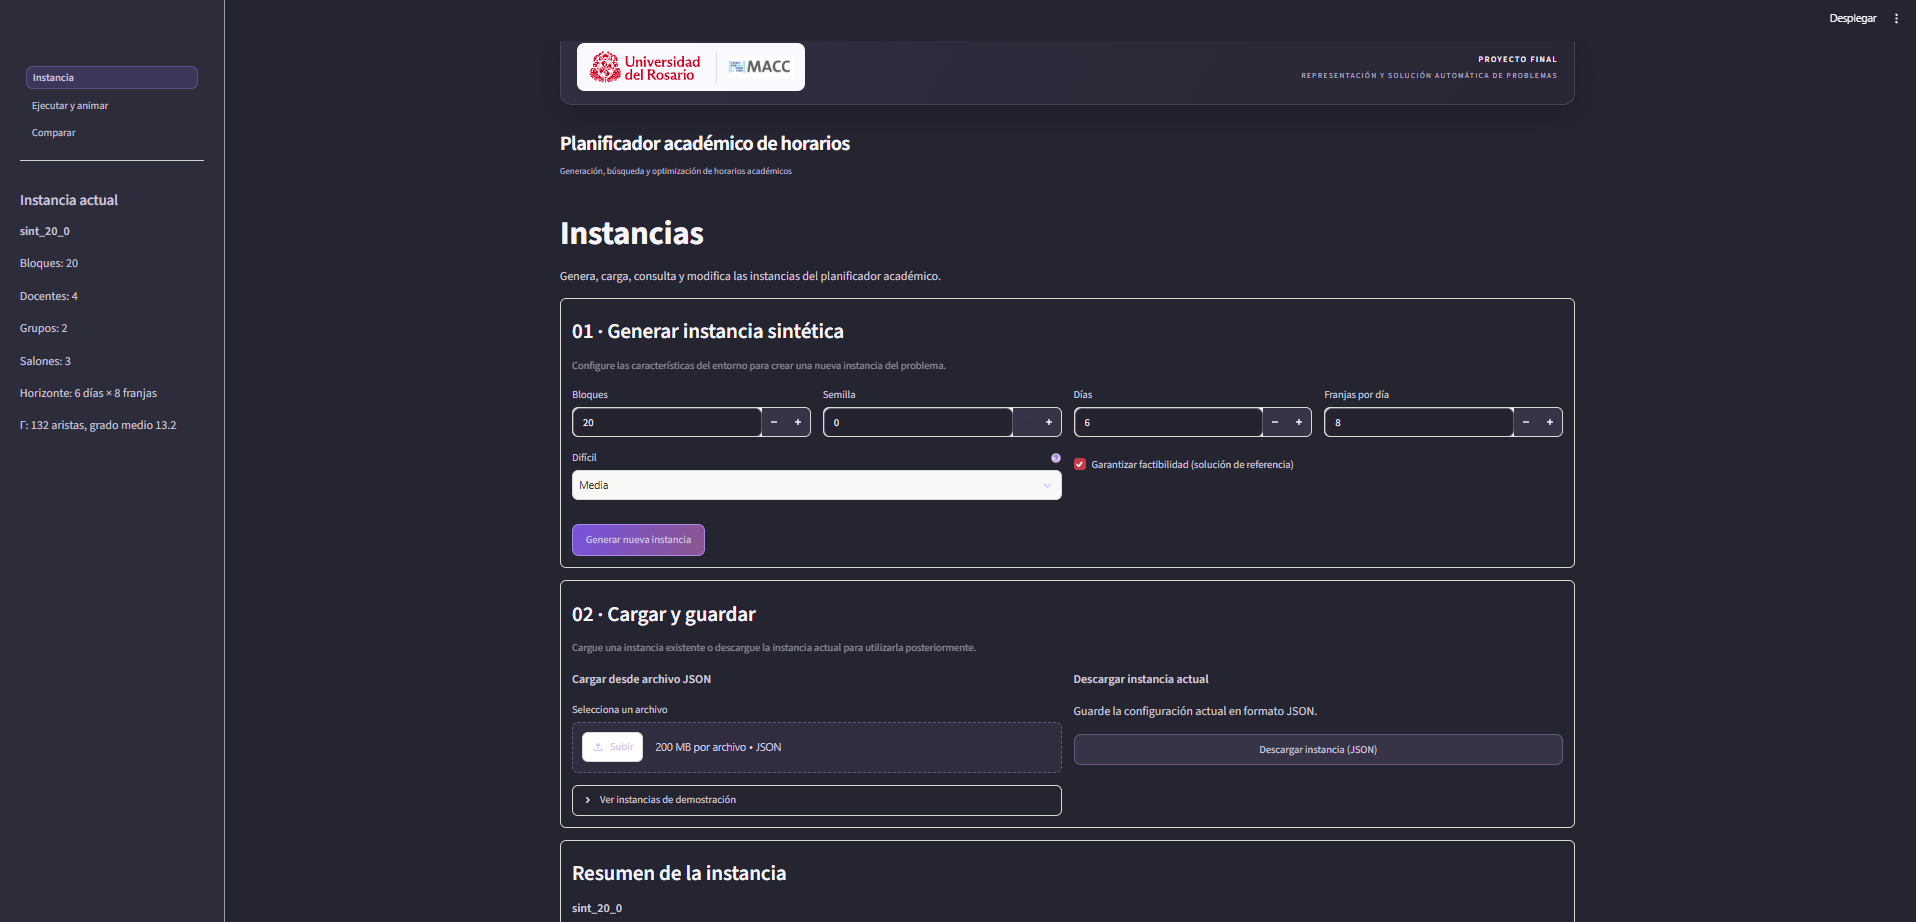 Desplegar
Instancia
Ejecutar y animar
Comparar
Instancia actual
sint_20_0
Bloques: 20
Docentes: 4
Grupos: 2
Salones: 3
Horizonte: 6 días × 8 franjas
Γ: 132 aristas, grado medio 13.2
Universidad
del Rosario
MACC
PROYECTO FINAL
REPRESENTACIÓN Y SOLUCIÓN AUTOMÁTICA DE PROBLEMAS
Planificador académico de horarios
Generación, búsqueda y optimización de horarios académicos
Instancias
Genera, carga, consulta y modifica las instancias del planificador académico.
01 · Generar instancia sintética
Configure las características del entorno para crear una nueva instancia del problema.
Bloques
Semilla
Días
Franjas por día
20
0
6
8
Difícil
Garantizar factibilidad (solución de referencia)
Media
Generar nueva instancia
02 · Cargar y guardar
Cargue una instancia existente o descargue la instancia actual para utilizarla posteriormente.
Cargar desde archivo JSON
Selecciona un archivo
Subir
200 MB por archivo • JSON
Ver instancias de demostración
Descargar instancia actual
Guarde la configuración actual en formato JSON.
Descargar instancia (JSON)
Resumen de la instancia
sint_20_0